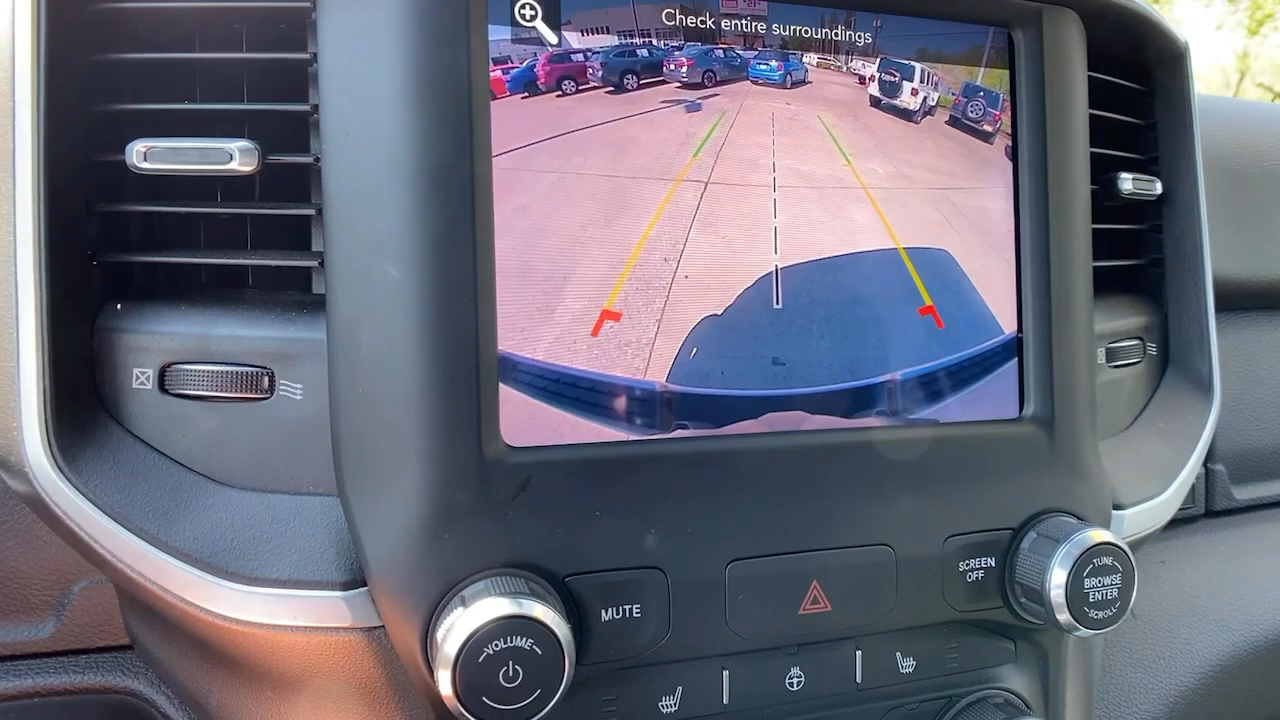 Check entire surroundings
MUTE
SCREEN
OFF
VOLUME
TUNE
BROWSE
ENTER
SCROLL